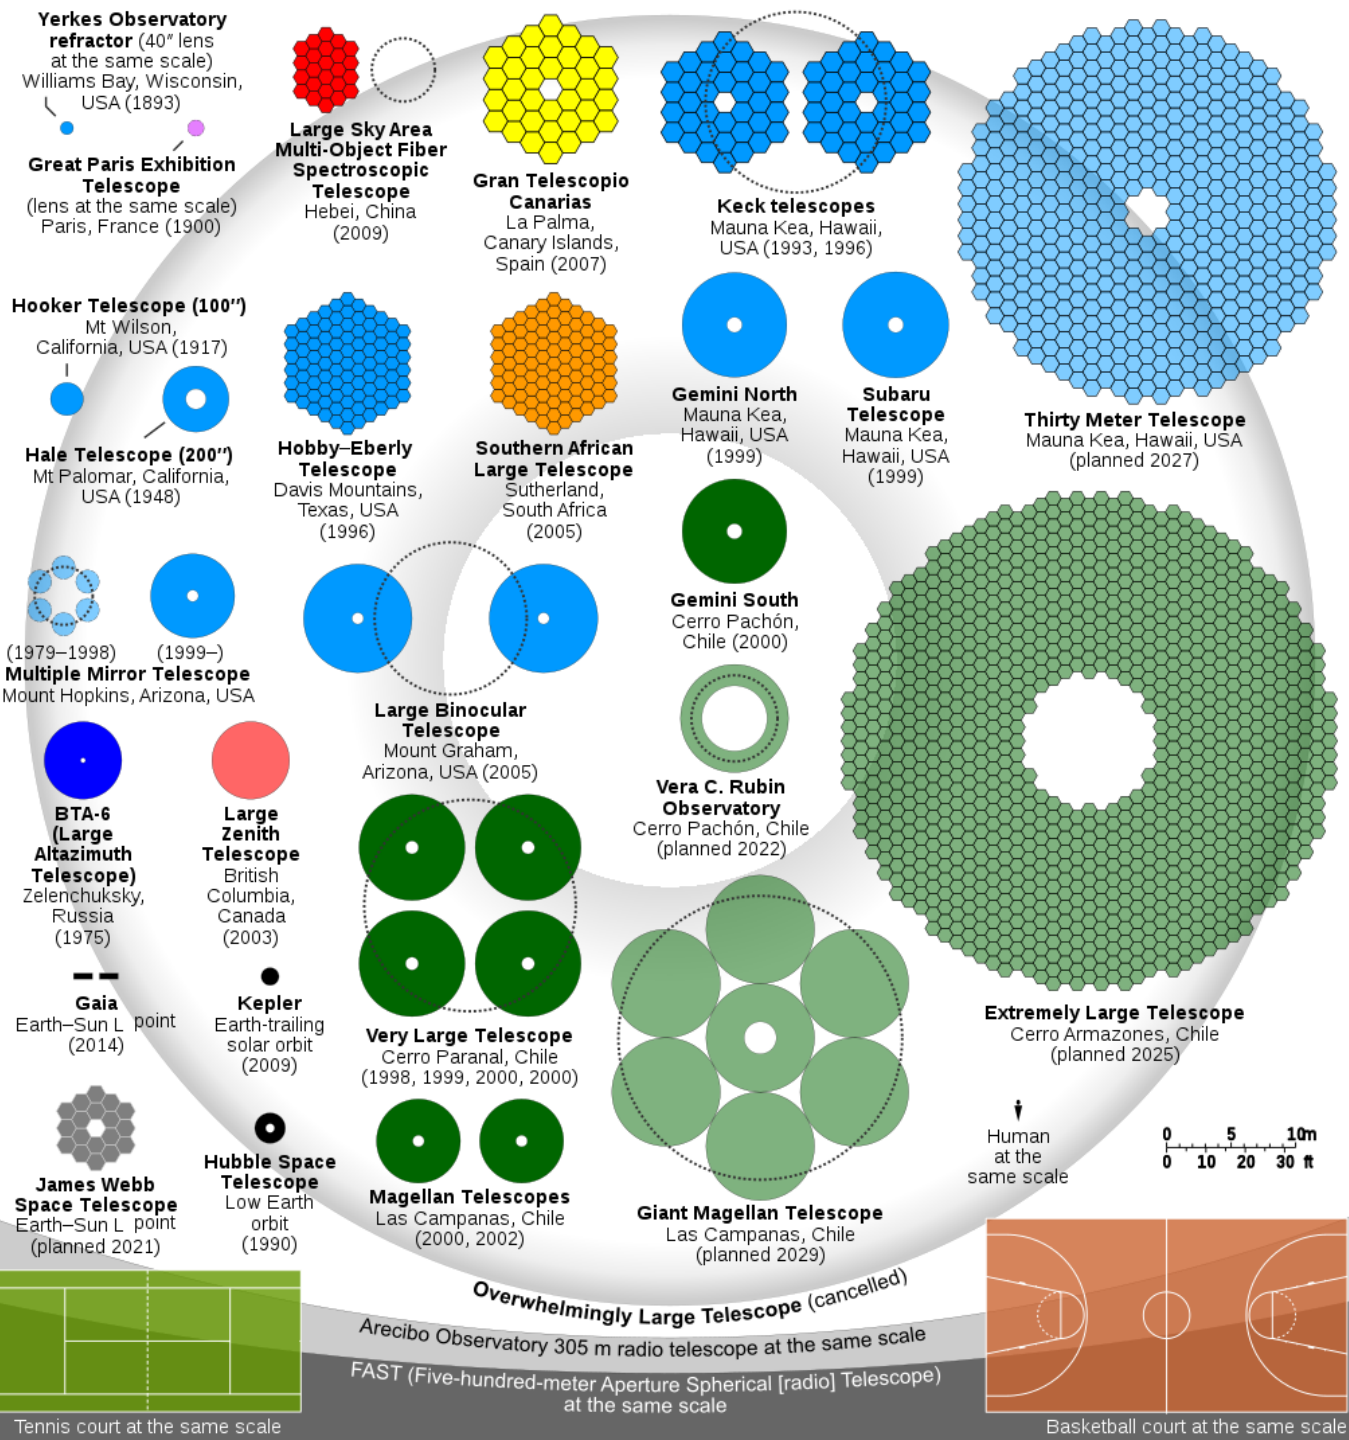 Yerkes Observatory
refractor (40″ lens
at the same scale)
Williams Bay, Wisconsin,
USA (1893)
Great Paris Exhibition
Telescope
(lens at the same scale)
Paris, France (1900)
Large Sky Area
Multi-Object Fiber
Spectroscopic
Telescope
Hebei, China
(2009)
Gran Telescopio
Canarias
La Palma,
Canary Islands,
Spain (2007)
Keck telescopes
Mauna Kea, Hawaii,
USA (1993, 1996)
Thirty Meter Telescope
Mauna Kea, Hawaii, USA
(planned 2027)
Hooker Telescope (100″)
Mt Wilson,
California, USA (1917)
Hale Telescope (200″)
Mt Palomar, California,
USA (1948)
Hobby–Eberly
Telescope
Davis Mountains,
Texas, USA
(1996)
Southern African
Large Telescope
Sutherland,
South Africa
(2005)
Gemini North
Mauna Kea,
Hawaii, USA
(1999)
Subaru
Telescope
Mauna Kea,
Hawaii, USA
(1999)
Gemini South
Cerro Pachón,
Chile (2000)
(1979–1998)
(1999–)
Multiple Mirror Telescope
Mount Hopkins, Arizona, USA
Large Binocular
Telescope
Mount Graham,
Arizona, USA (2005)
Vera C. Rubin
Observatory
Cerro Pachón, Chile
(planned 2022)
BTA-6
(Large
Altazimuth
Telescope)
Zelenchuksky,
Russia
(1975)
Large
Zenith
Telescope
British
Columbia,
Canada
(2003)
Gaia
Earth–Sun L point
(2014)
Kepler
Earth-trailing
solar orbit
(2009)
Very Large Telescope
Cerro Paranal, Chile
(1998, 1999, 2000, 2000)
Extremely Large Telescope
Cerro Armazones, Chile
(planned 2025)
James Webb
Space Telescope
Earth–Sun L point
(planned 2021)
Hubble Space
Telescope
Low Earth
orbit
(1990)
Magellan Telescopes
Las Campanas, Chile
(2000, 2002)
Giant Magellan Telescope
Las Campanas, Chile
(planned 2029)
Human
at the
same scale
0 5 10m
0 10 20 30 ft
Overwhelmingly Large Telescope (cancelled)
Arecibo Observatory 305 m radio telescope at the same scale
FAST (Five-hundred-meter Aperture Spherical [radio] Telescope)
at the same scale
Tennis court at the same scale
Basketball court at the same scale